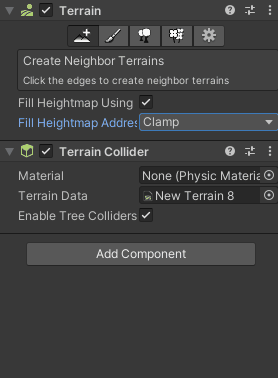 Terrain
Create Neighbor Terrains
Click the edges to create neighbor terrains
Fill Heightmap Using
Fill Heightmap Addres Clamp
Terrain Collider
Material None (Physic Materia
Terrain Data New Terrain 8
Enable Tree Colliders
Add Component